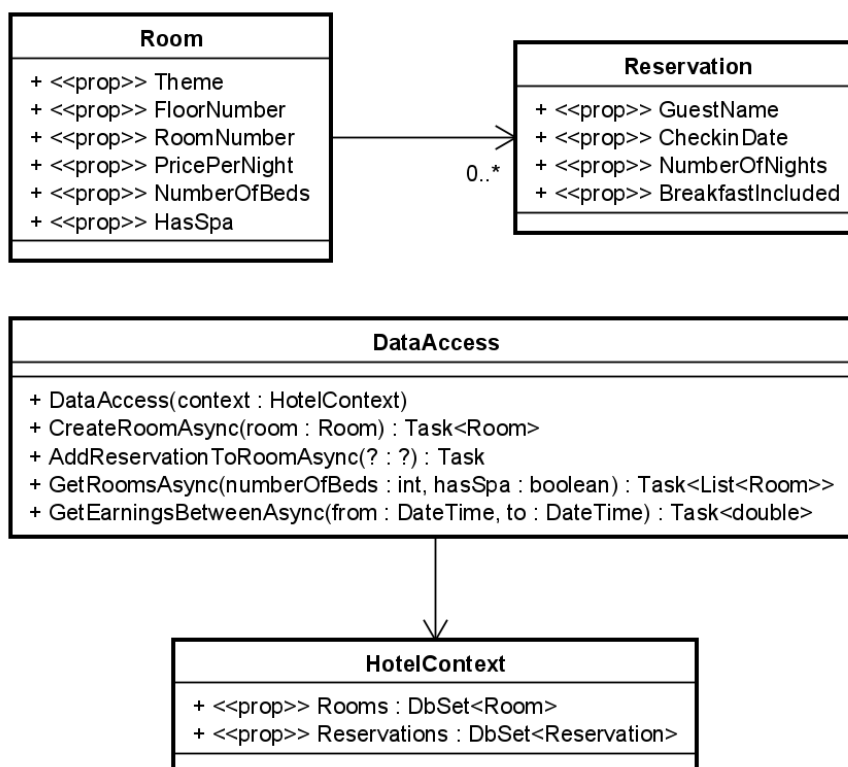 Room
+ <<prop>> Theme
+ <<prop>> FloorNumber
+ <<prop>> RoomNumber
+ <<prop>> PricePerNight
+ <<prop>> NumberOfBeds
+ <<prop>> HasSpa
0..*
Reservation
+ <<prop>> GuestName
+ <<prop>> CheckinDate
+ <<prop>> NumberOfNights
+ <<prop>> BreakfastIncluded
DataAccess
+ DataAccess(context : HotelContext)
+ CreateRoomAsync(room : Room) : Task<Room>
+ AddReservationToRoomAsync(? : ?) : Task
+ GetRoomsAsync(numberOfBeds : int, hasSpa : boolean) : Task<List<Room>>
+ GetEarningsBetweenAsync(from : DateTime, to : DateTime) : Task<double>
HotelContext
+ <<prop>> Rooms : DbSet<Room>
+ <<prop>> Reservations : DbSet<Reservation>